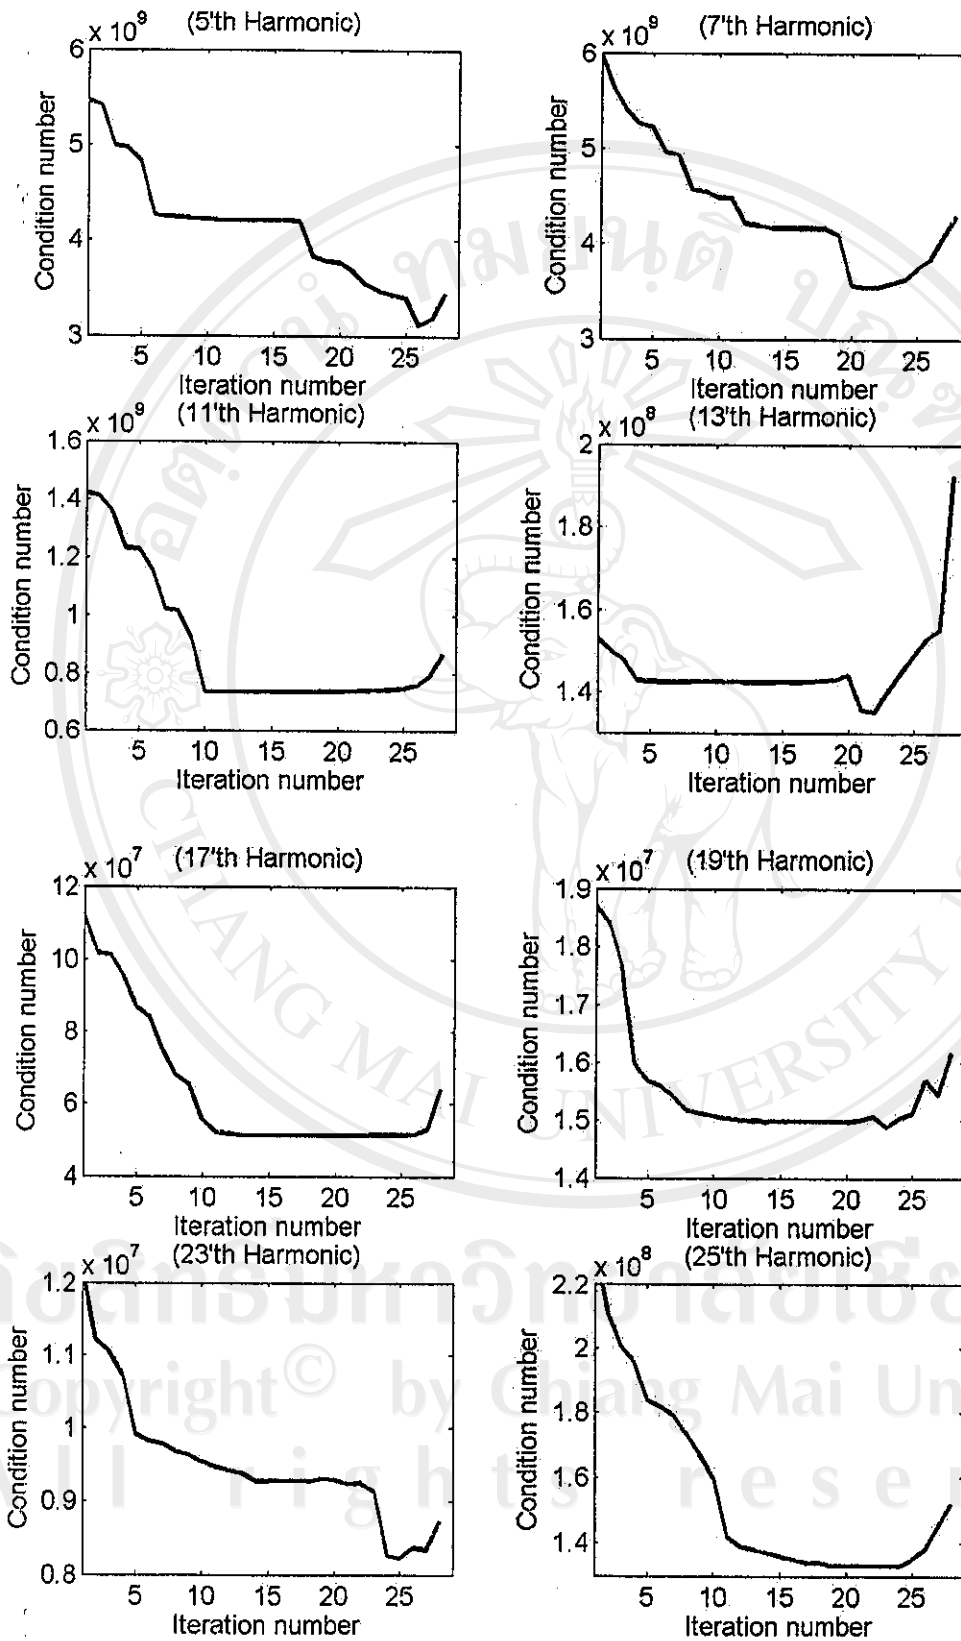 x 10^9 (5'th Harmonic)
Condition number
6
5
4
3
5 10 15 20 25
Iteration number
x 10^9 (7'th Harmonic)
Condition number
6
5
4
3
5 10 15 20 25
Iteration number
x 10^9 (11'th Harmonic)
Condition number
1.6
1.4
1.2
1
0.8
0.6
5 10 15 20 25
Iteration number
x 10^8 (13'th Harmonic)
Condition number
2
1.8
1.6
1.4
5 10 15 20 25
Iteration number
x 10^7 (17'th Harmonic)
Condition number
12
10
8
6
4
5 10 15 20 25
Iteration number
x 10^7 (19'th Harmonic)
Condition number
1.9
1.8
1.7
1.6
1.5
1.4
5 10 15 20 25
Iteration number
x 10^7 (23'th Harmonic)
Condition number
1.2
1.1
1
0.9
0.8
5 10 15 20 25
Iteration number
x 10^8 (25'th Harmonic)
Condition number
2.2
2
1.8
1.6
1.4
5 10 15 20 25
Iteration number
CHANG MAI UNIVERSITY
Copyright© by Chiang Mai Un
ll rights reser